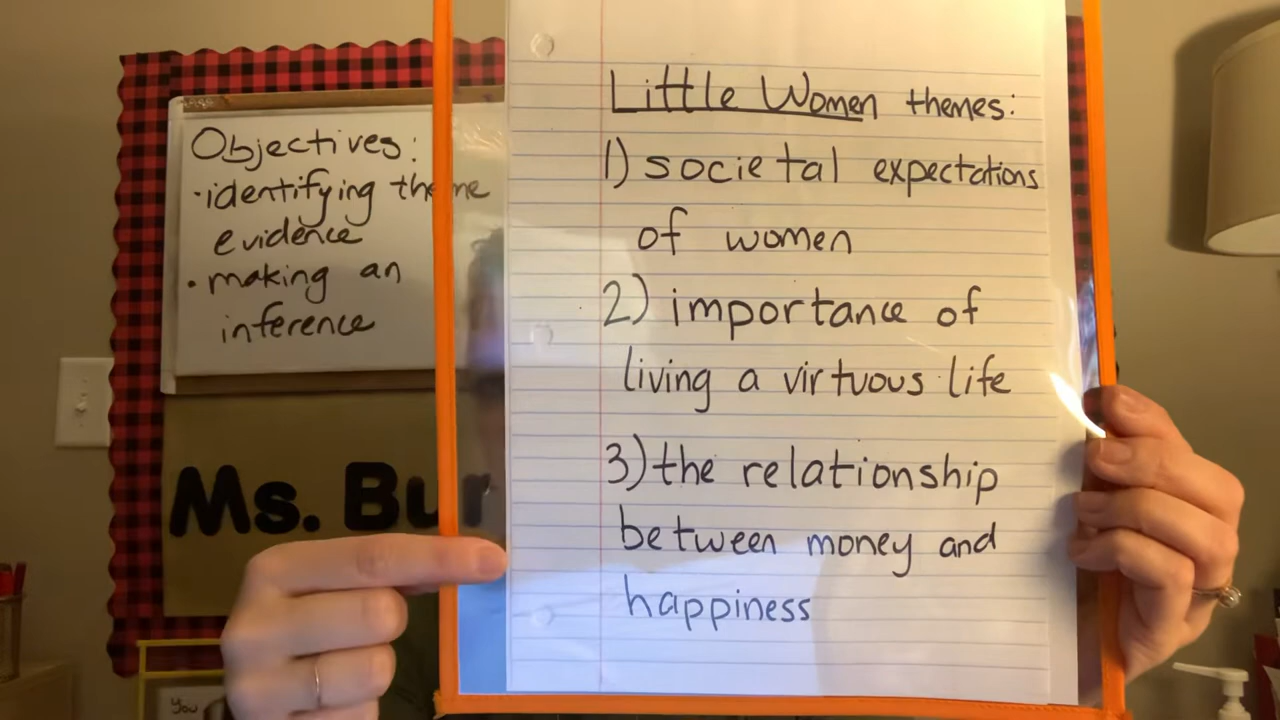 Objectives:
·identifying theme
evidence
·making an
inference
Ms. Bur
You
Little Women themes:
1) societal expectations
of women
2) importance of
living a virtuous life
3) the relationship
between money and
happiness